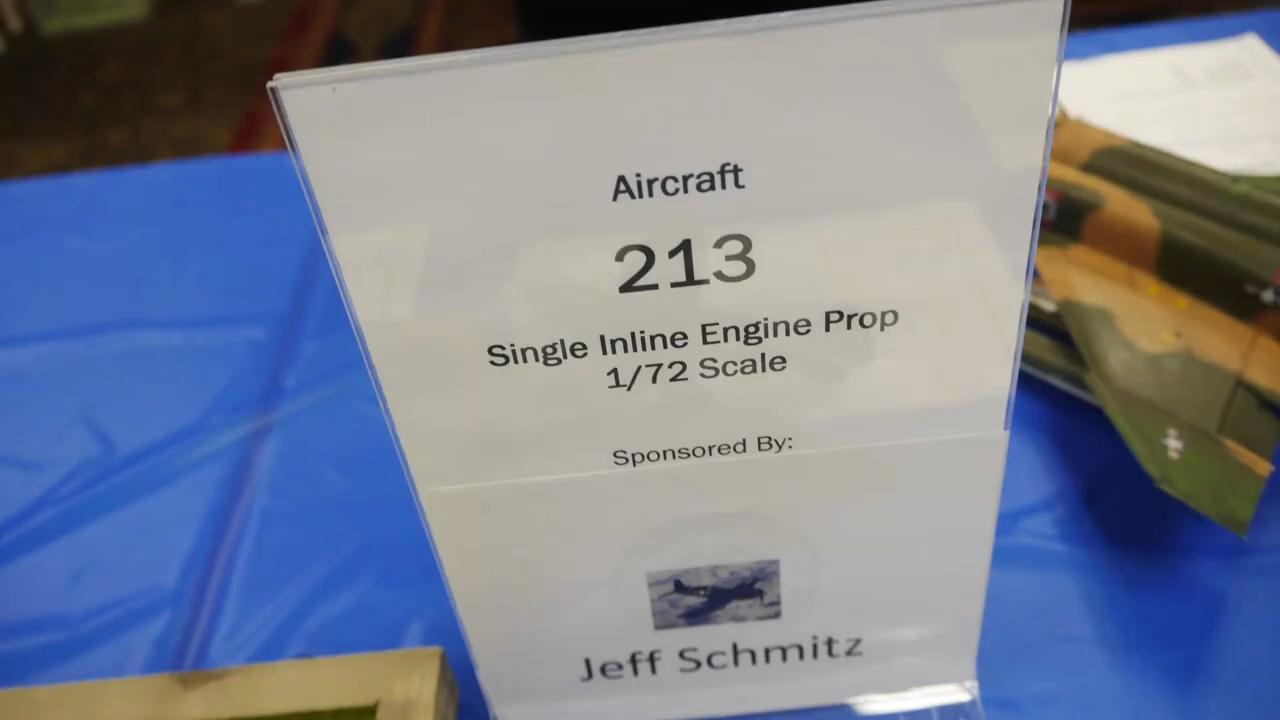 Aircraft
213
Single Inline Engine Prop
1/72 Scale
Sponsored By:
Jeff Schmitz